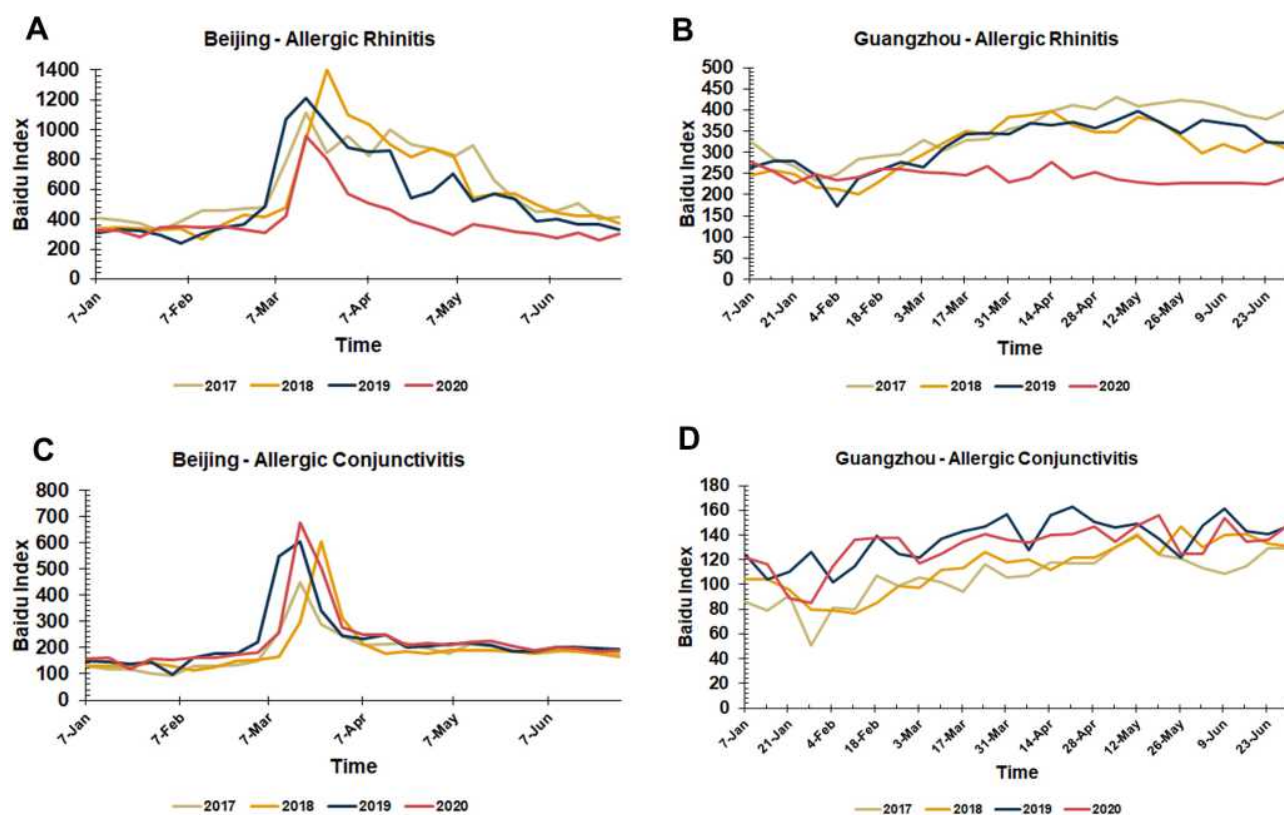 A
Beijing - Allergic Rhinitis
Baidu Index
1400
1200
1000
800
600
400
200
0
7-Jan
7-Feb
7-Mar
7-Apr
7-May
7-Jun
Time
2017 2018 2019 2020
B
Guangzhou - Allergic Rhinitis
Baidu Index
500
450
400
350
300
250
200
150
100
50
0
7-Jan
21-Jan
4-Feb
18-Feb
3-Mar
17-Mar
31-Mar
14-Apr
28-Apr
12-May
26-May
9-Jun
23-Jun
Time
2017 2018 2019 2020
C
Beijing - Allergic Conjunctivitis
Baidu Index
800
700
600
500
400
300
200
100
0
7-Jan
7-Feb
7-Mar
7-Apr
7-May
7-Jun
Time
2017 2018 2019 2020
D
Guangzhou - Allergic Conjunctivitis
Baidu Index
180
160
140
120
100
80
60
40
20
0
7-Jan
21-Jan
4-Feb
18-Feb
3-Mar
17-Mar
31-Mar
14-Apr
28-Apr
12-May
26-May
9-Jun
23-Jun
Time
2017 2018 2019 2020